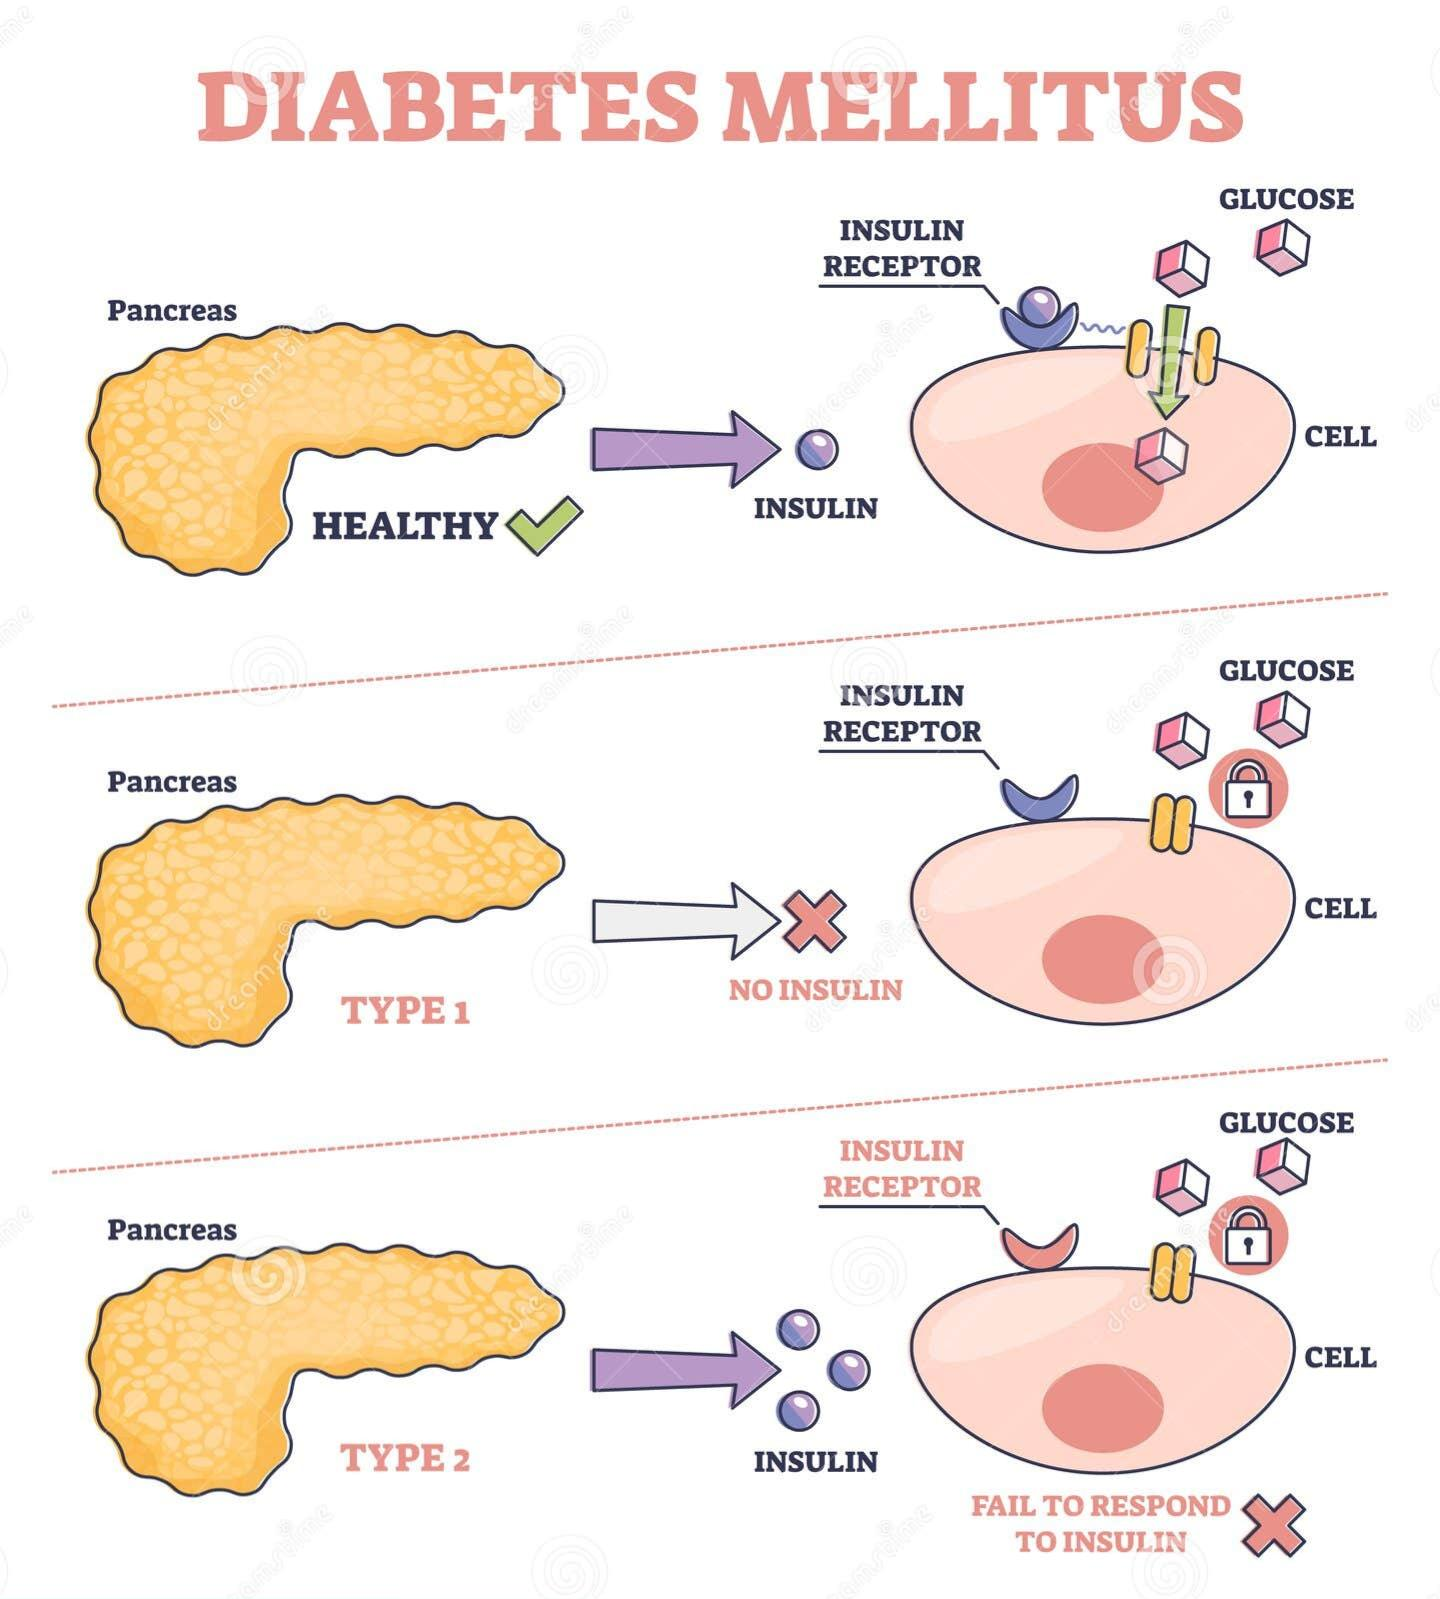 DIABETES MELLITUS
GLUCOSE
INSULIN
RECEPTOR
Pancreas
CELL
HEALTHY
INSULIN
GLUCOSE
INSULIN
RECEPTOR
Pancreas
CELL
NO INSULIN
TYPE 1
GLUCOSE
INSULIN
RECEPTOR
Pancreas
CELL
TYPE 2
INSULIN
FAIL TO RESPOND
TO INSULIN
dreamstime